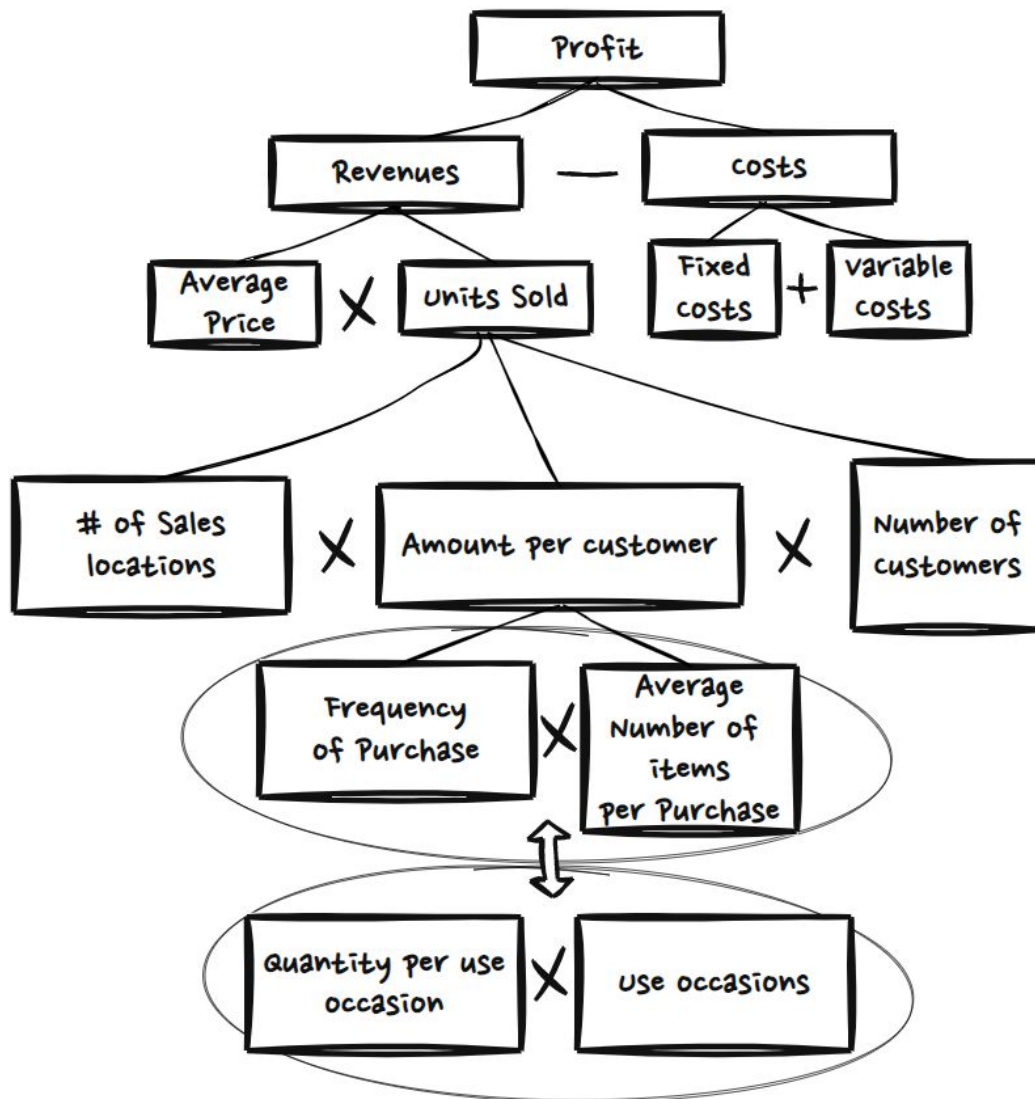 Profit
Revenues
—
costs
Average
Price
X
Units Sold
Fixed
costs
+
Variable
costs
# of Sales
locations
X
Amount per customer
X
Number of
customers
Frequency
of Purchase
X
Average
Number of
items
per Purchase
Quantity per use
occasion
X
Use occasions